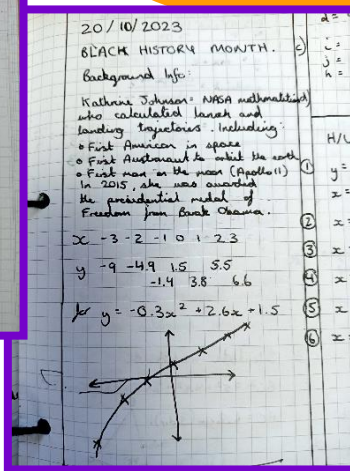 20/10/2023
BLACK HISTORY MONTH.
Background Info:
Kathrine Johnson = NASA mathmatitian
who calculated lanch and
landing trajectories. Including:
• First American in space
• First Austronaut to orbit the earth
• First man on the moon (Apollo 11)
In 2015, she was awarded
the presidential medal of
Freedom from Barak Obama.
x -3 -2 -1 0 1 2 3
y -9 -4.9 1.5 5.5
-1.4 3.8 6.6
for y = -0.3x² + 2.6x + 1.5
c)
d =
i =
j =
h =
H/L
① y =
x =
② x =
③ x
④ x
⑤ x
⑥ x =